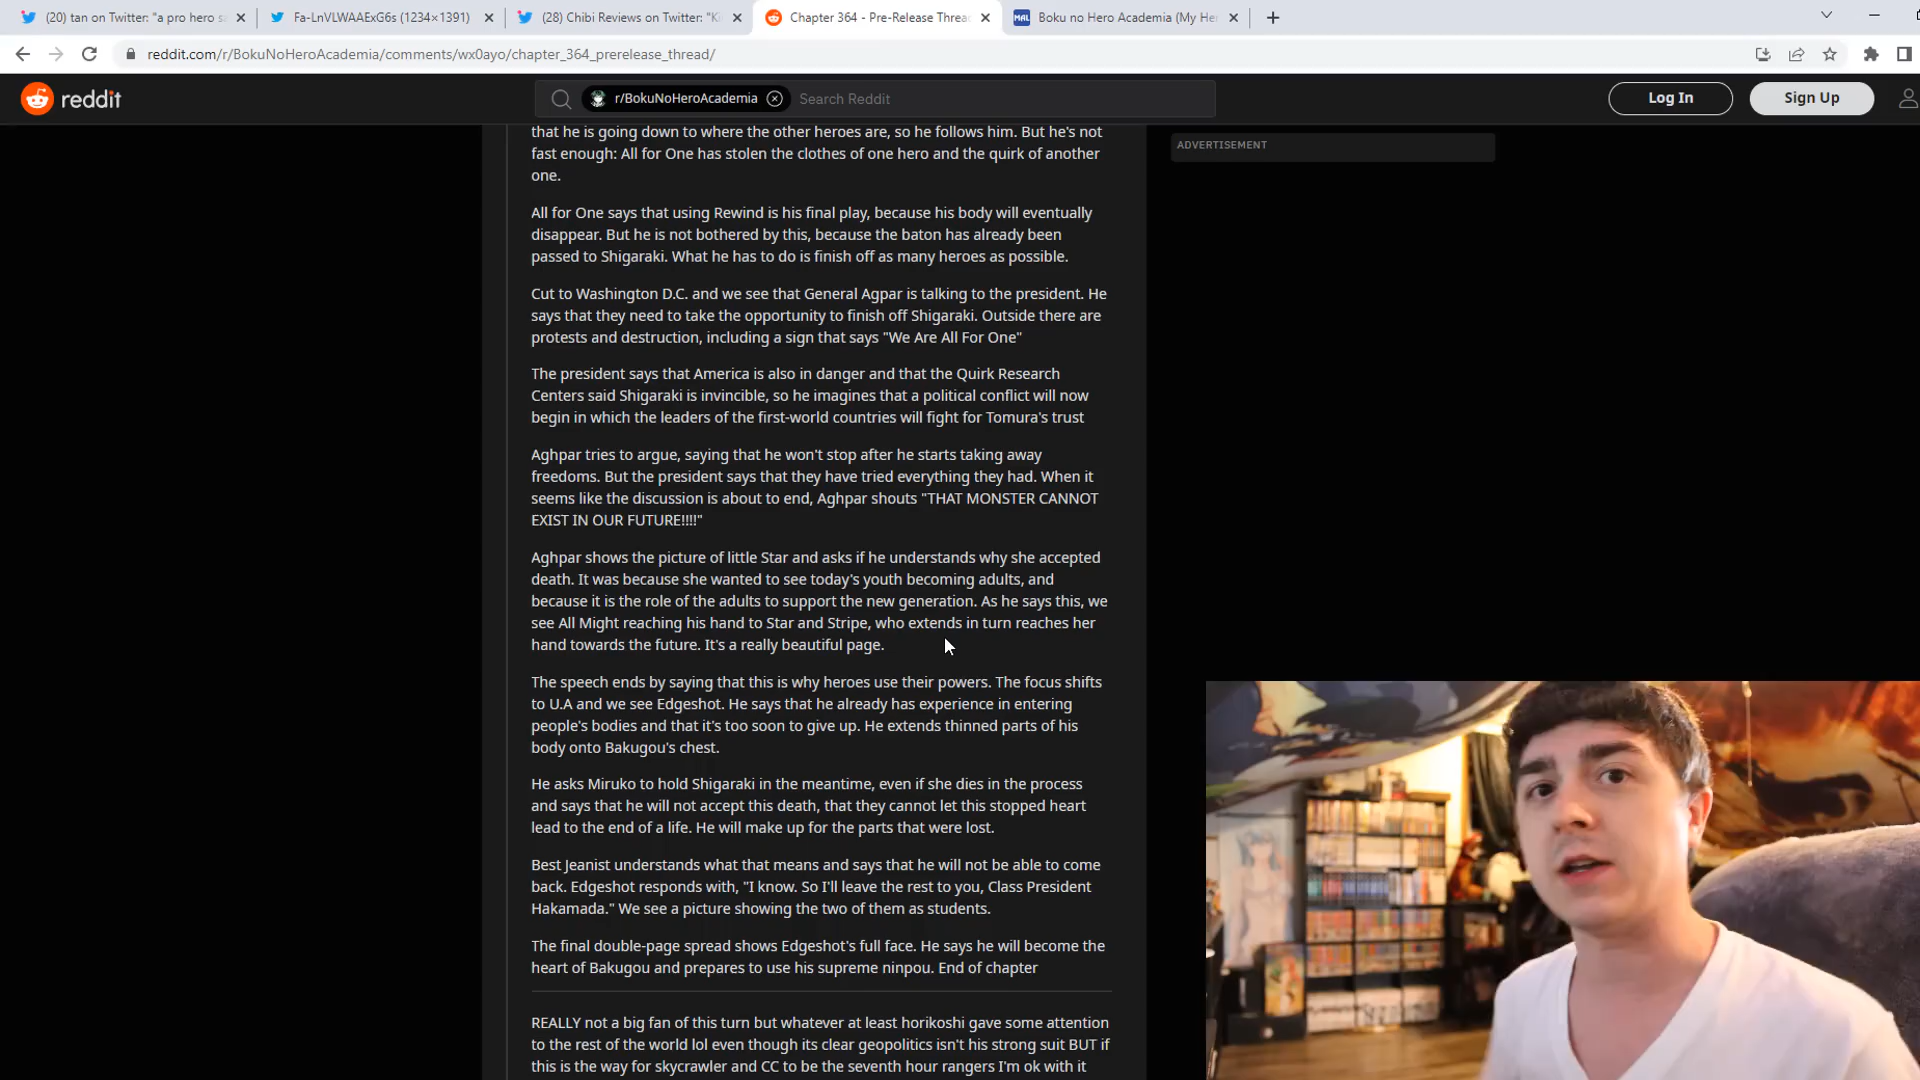 (20) tan on Twitter: "a pro hero s
Fa-LnVLWAAExG6s (1234×1391)
(28) Chibi Reviews on Twitter: "Ki
Chapter 364 - Pre-Release Threa
MAL Boku no Hero Academia (My He
reddit.com/r/BokuNoHeroAcademia/comments/wx0ayo/chapter_364_prerelease_thread/
reddit
r/BokuNoHeroAcademia
Search Reddit
Log In
Sign Up
ADVERTISEMENT
that he is going down to where the other heroes are, so he follows him. But he's not
fast enough: All for One has stolen the clothes of one hero and the quirk of another
one.
All for One says that using Rewind is his final play, because his body will eventually
disappear. But he is not bothered by this, because the baton has already been
passed to Shigaraki. What he has to do is finish off as many heroes as possible.
Cut to Washington D.C. and we see that General Agpar is talking to the president. He
says that they need to take the opportunity to finish off Shigaraki. Outside there are
protests and destruction, including a sign that says "We Are All For One"
The president says that America is also in danger and that the Quirk Research
Centers said Shigaraki is invincible, so he imagines that a political conflict will now
begin in which the leaders of the first-world countries will fight for Tomura's trust
Aghpar tries to argue, saying that he won't stop after he starts taking away
freedoms. But the president says that they have tried everything they had. When it
seems like the discussion is about to end, Aghpar shouts "THAT MONSTER CANNOT
EXIST IN OUR FUTURE!!!!"
Aghpar shows the picture of little Star and asks if he understands why she accepted
death. It was because she wanted to see today's youth becoming adults, and
because it is the role of the adults to support the new generation. As he says this, we
see All Might reaching his hand to Star and Stripe, who extends in turn reaches her
hand towards the future. It's a really beautiful page.
The speech ends by saying that this is why heroes use their powers. The focus shifts
to U.A and we see Edgeshot. He says that he already has experience in entering
people's bodies and that it's too soon to give up. He extends thinned parts of his
body onto Bakugou's chest.
He asks Miruko to hold Shigaraki in the meantime, even if she dies in the process
and says that he will not accept this death, that they cannot let this stopped heart
lead to the end of a life. He will make up for the parts that were lost.
Best Jeanist understands what that means and says that he will not be able to come
back. Edgeshot responds with, "I know. So I'll leave the rest to you, Class President
Hakamada." We see a picture showing the two of them as students.
The final double-page spread shows Edgeshot's full face. He says he will become the
heart of Bakugou and prepares to use his supreme ninpou. End of chapter
REALLY not a big fan of this turn but whatever at least horikoshi gave some attention
to the rest of the world lol even though its clear geopolitics isn't his strong suit BUT if
this is the way for skycrawler and CC to be the seventh hour rangers I'm ok with it